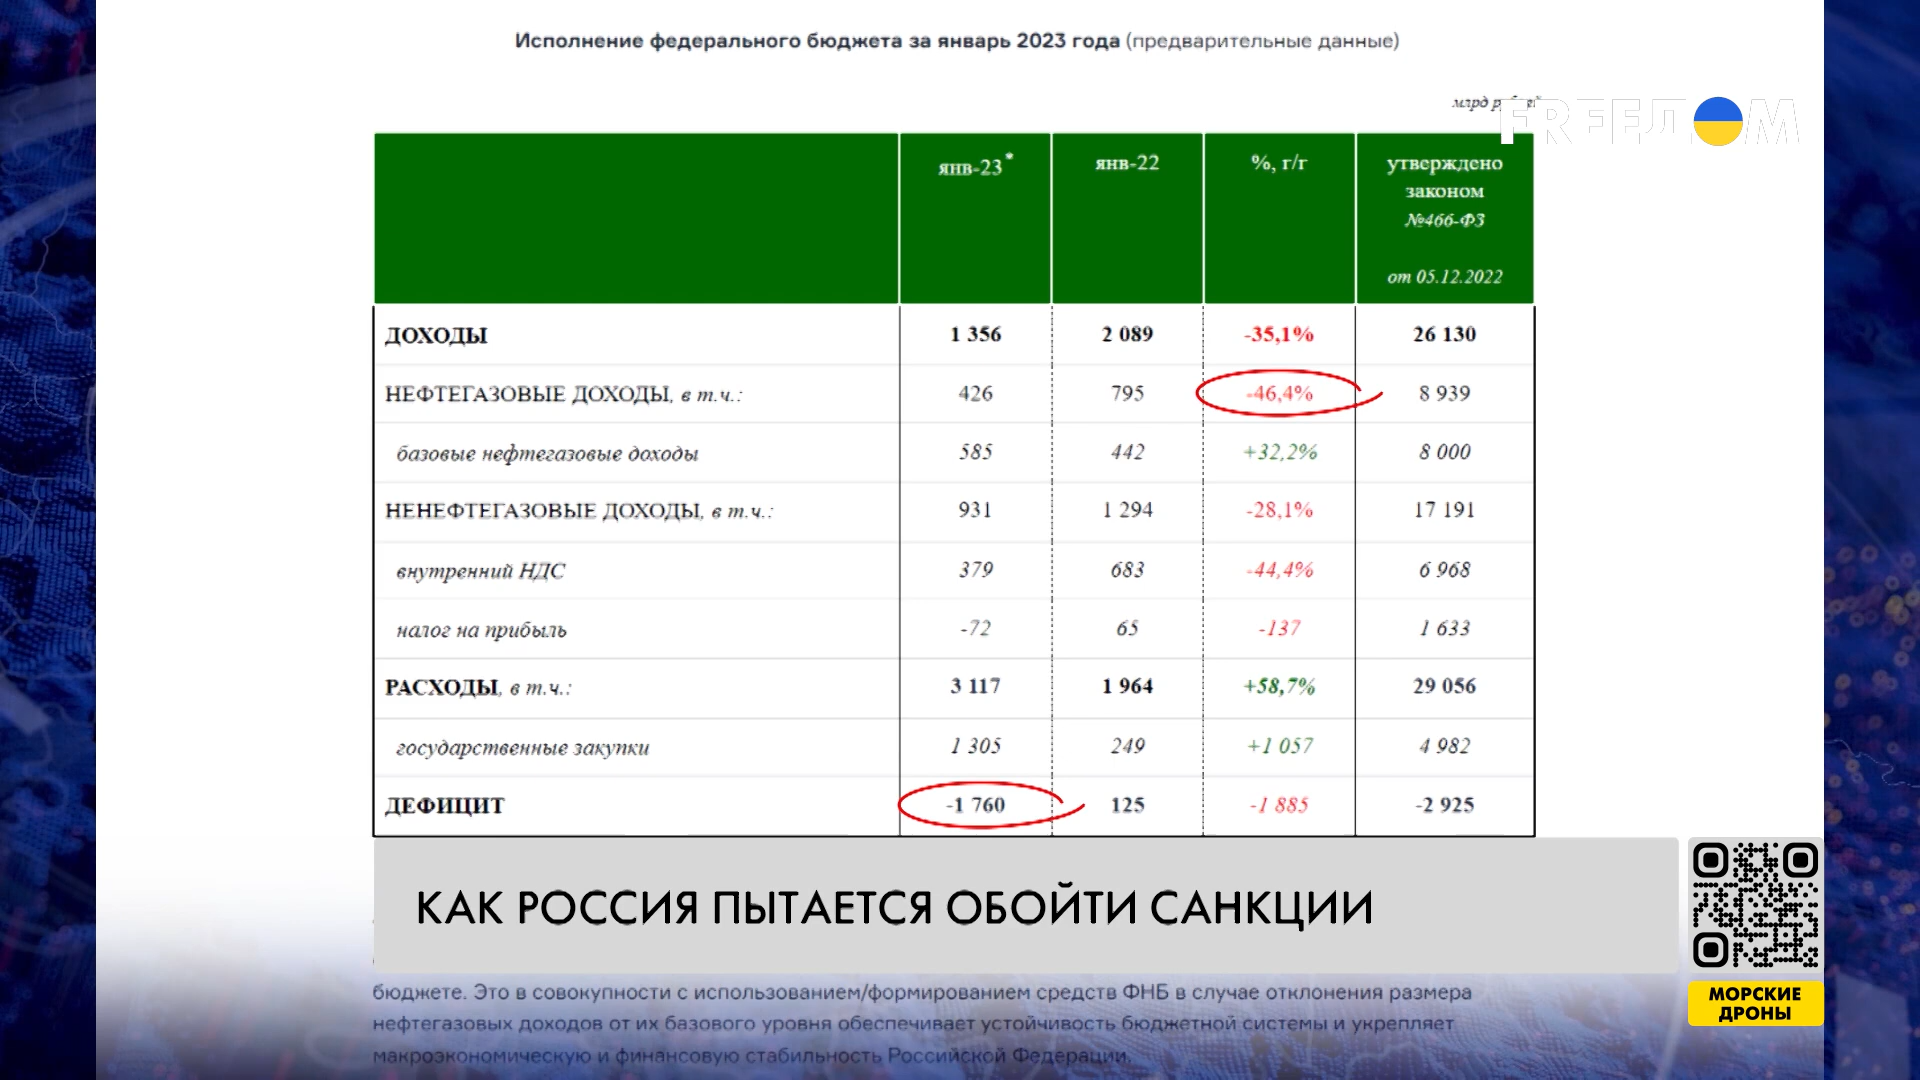 Исполнение федерального бюджета за январь 2023 года (предварительные данные)
млрд
FREEДOM
янв-23* янв-22 %, г/г утверждено законом №466-ФЗ от 05.12.2022
ДОХОДЫ 1 356 2 089 -35,1% 26 130
НЕФТЕГАЗОВЫЕ ДОХОДЫ, в т.ч.: 426 795 -46,4% 8 939
базовые нефтегазовые доходы 585 442 +32,2% 8 000
НЕНЕФТЕГАЗОВЫЕ ДОХОДЫ, в т.ч.: 931 1 294 -28,1% 17 191
внутренний НДС 379 683 -44,4% 6 968
налог на прибыль -72 65 -137 1 633
РАСХОДЫ, в т.ч.: 3 117 1 964 +58,7% 29 056
государственные закупки 1 305 249 +1 057 4 982
ДЕФИЦИТ -1 760 125 -1 885 -2 925
КАК РОССИЯ ПЫТАЕТСЯ ОБОЙТИ САНКЦИИ
бюджете. Это в совокупности с использованием/формированием средств ФНБ в случае отклонения размера
нефтегазовых доходов от их базового уровня обеспечивает устойчивость бюджетной системы и укрепляет
макроэкономическую и финансовую стабильность Российской Федерации.
МОРСКИЕ
ДРОНЫ